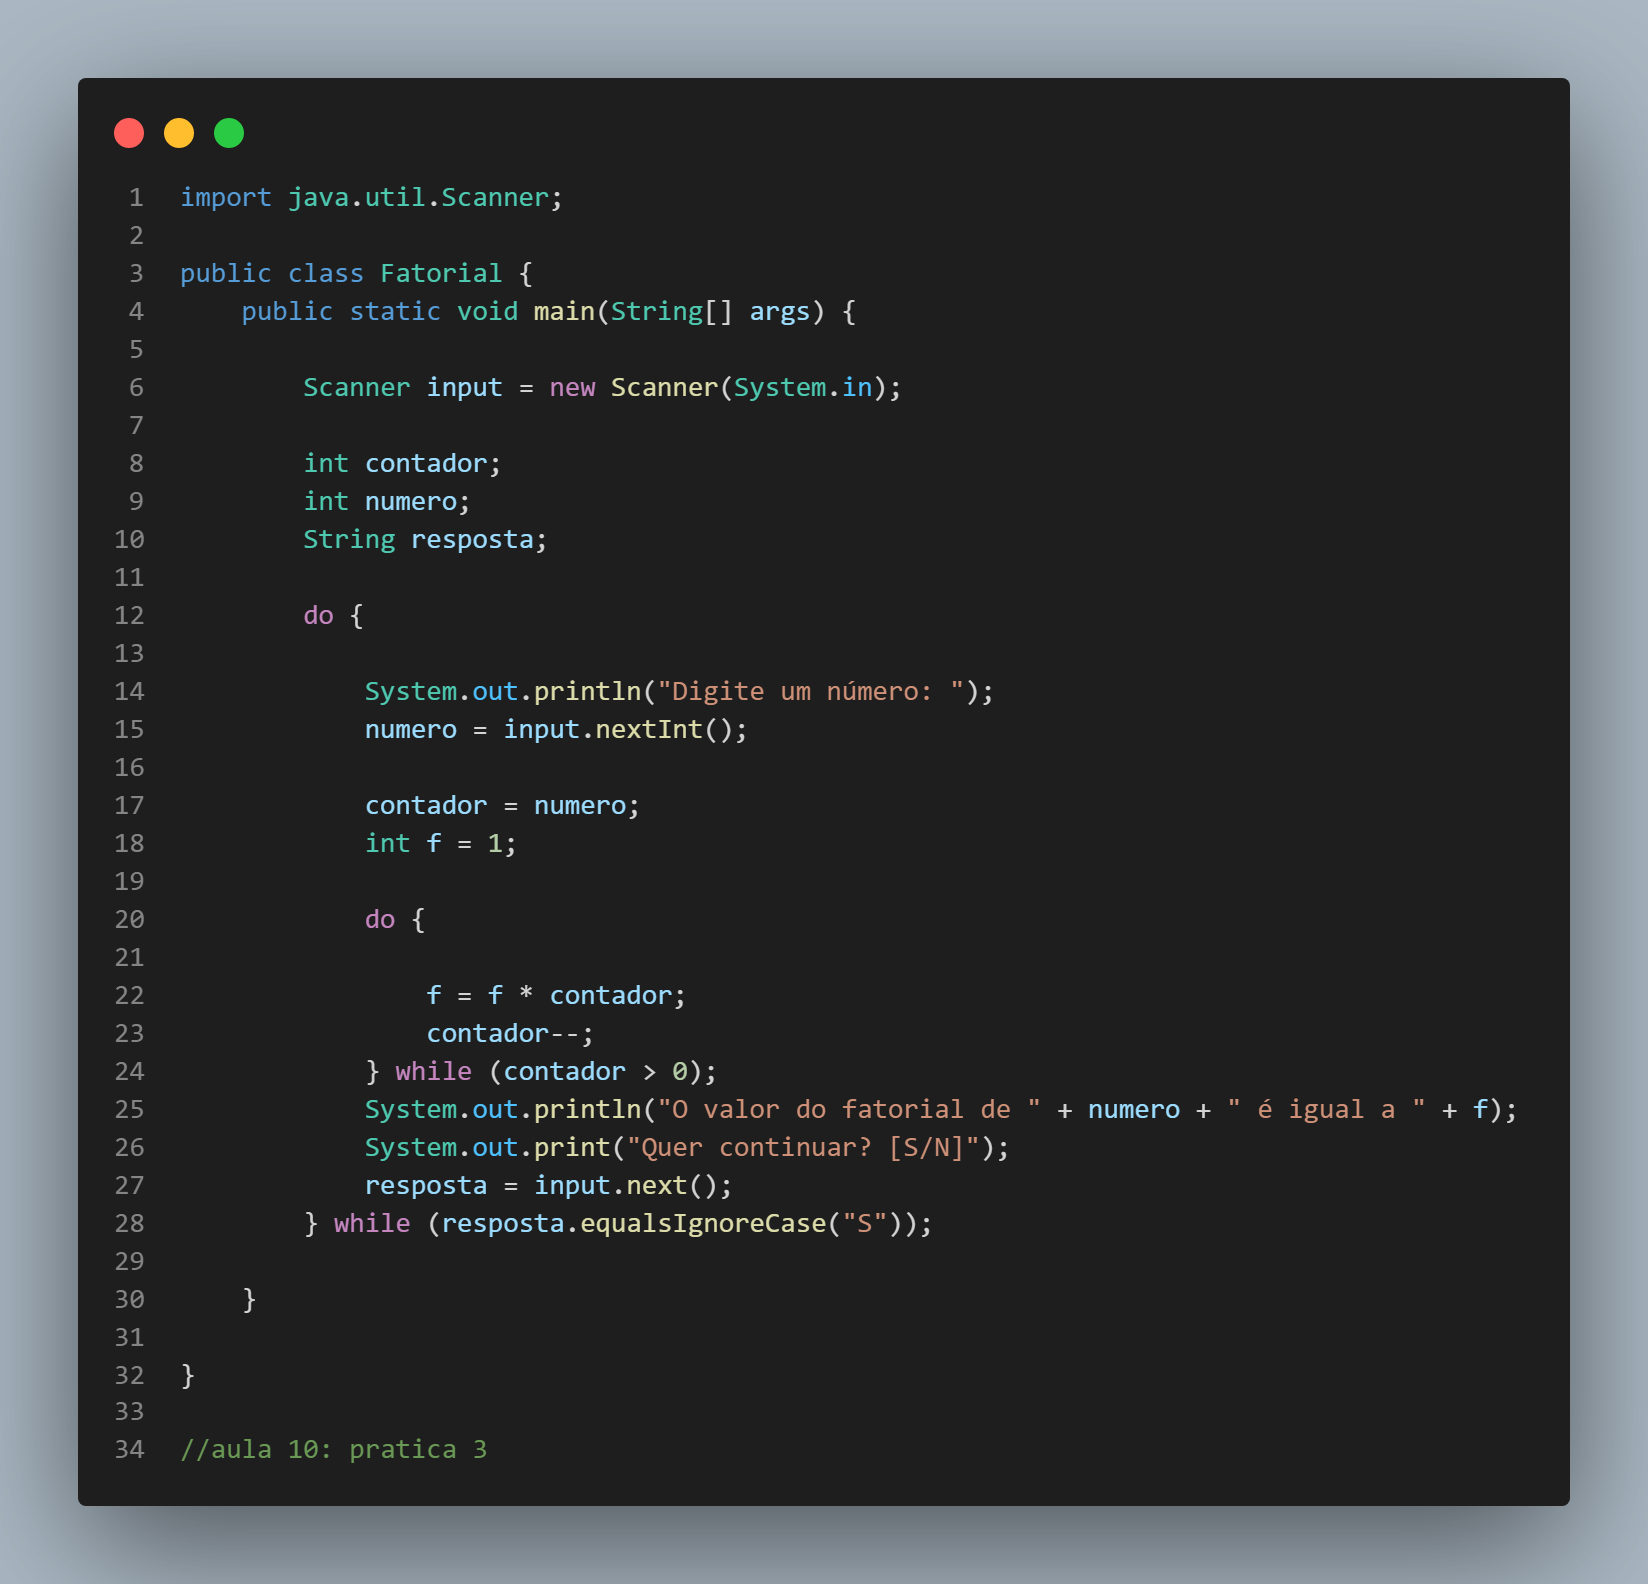 1 import java.util.Scanner;
2
3 public class Fatorial {
4     public static void main(String[] args) {
5
6         Scanner input = new Scanner(System.in);
7
8         int contador;
9         int numero;
10         String resposta;
11
12         do {
13
14             System.out.println("Digite um número: ");
15             numero = input.nextInt();
16
17             contador = numero;
18             int f = 1;
19
20             do {
21
22                 f = f * contador;
23                 contador--;
24             } while (contador > 0);
25             System.out.println("O valor do fatorial de " + numero + " é igual a " + f);
26             System.out.print("Quer continuar? [S/N]");
27             resposta = input.next();
28         } while (resposta.equalsIgnoreCase("S"));
29
30     }
31
32 }
33
34 //aula 10: pratica 3